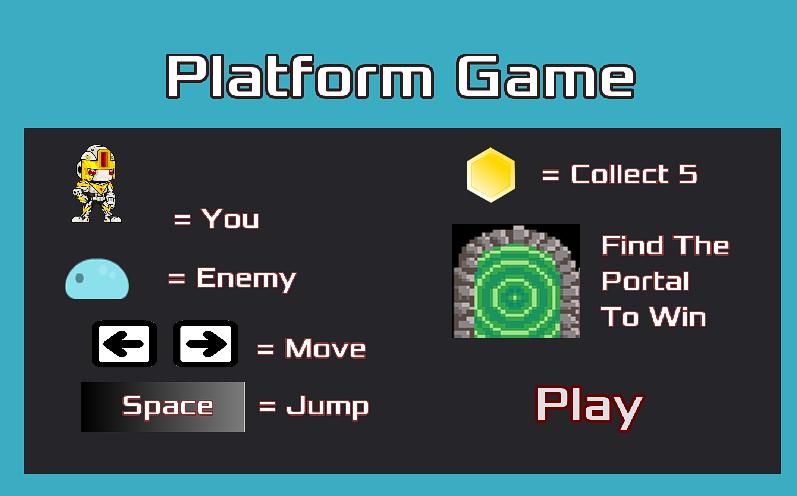 Platform Game
= You
= Enemy
= Move
Space = Jump
= Collect 5
Find The
Portal
To Win
Play